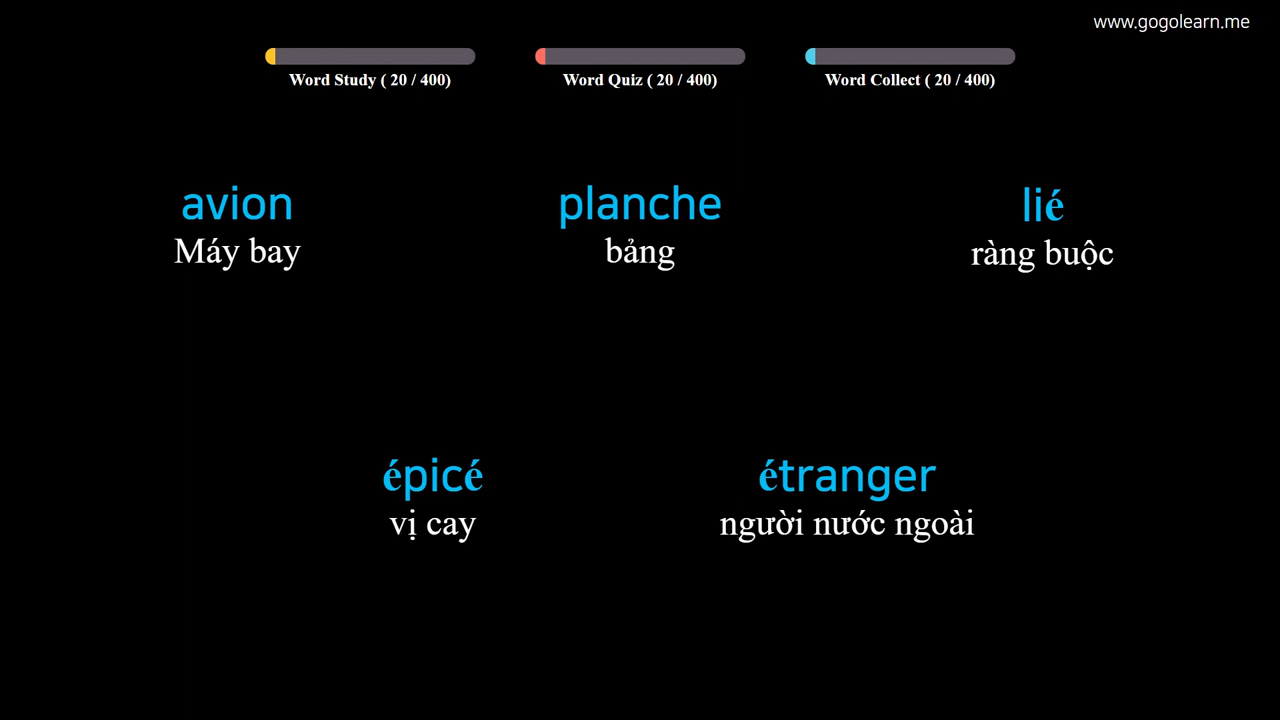 www.gogolearn.me
Word Study ( 20 / 400)
Word Quiz ( 20 / 400)
Word Collect ( 20 / 400)
avion
Máy bay
planche
bảng
lié
ràng buộc
épicé
vị cay
étranger
người nước ngoài